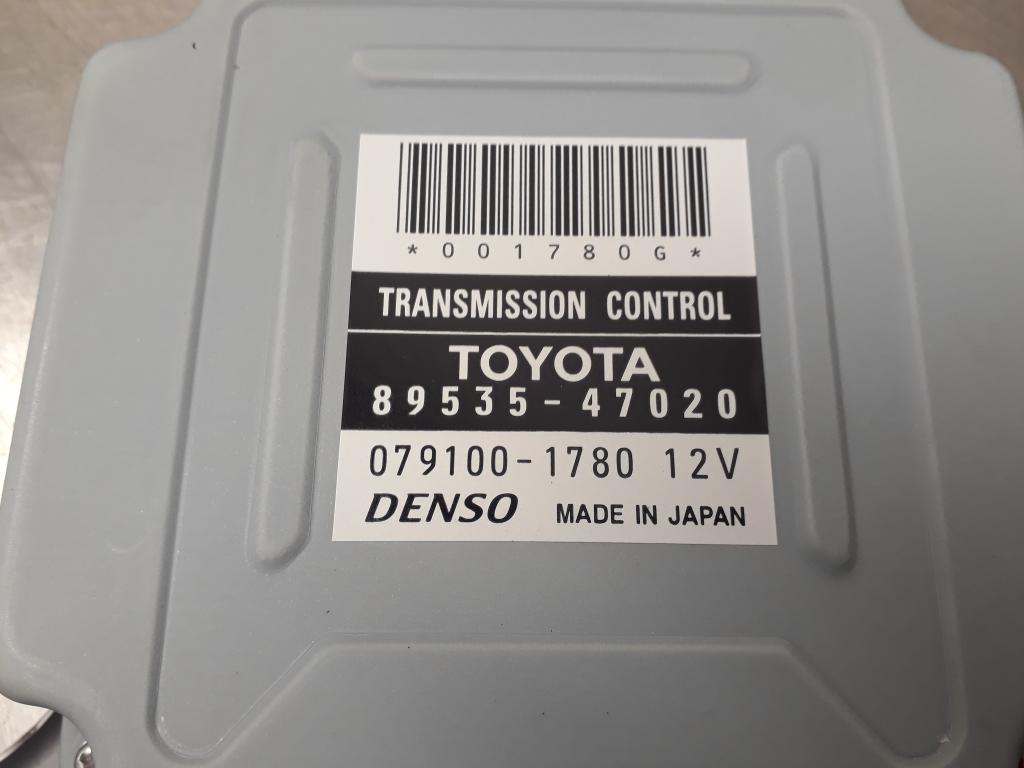 *001780G*
TRANSMISSION CONTROL
TOYOTA
89535-47020
079100-1780 12V
DENSO MADE IN JAPAN